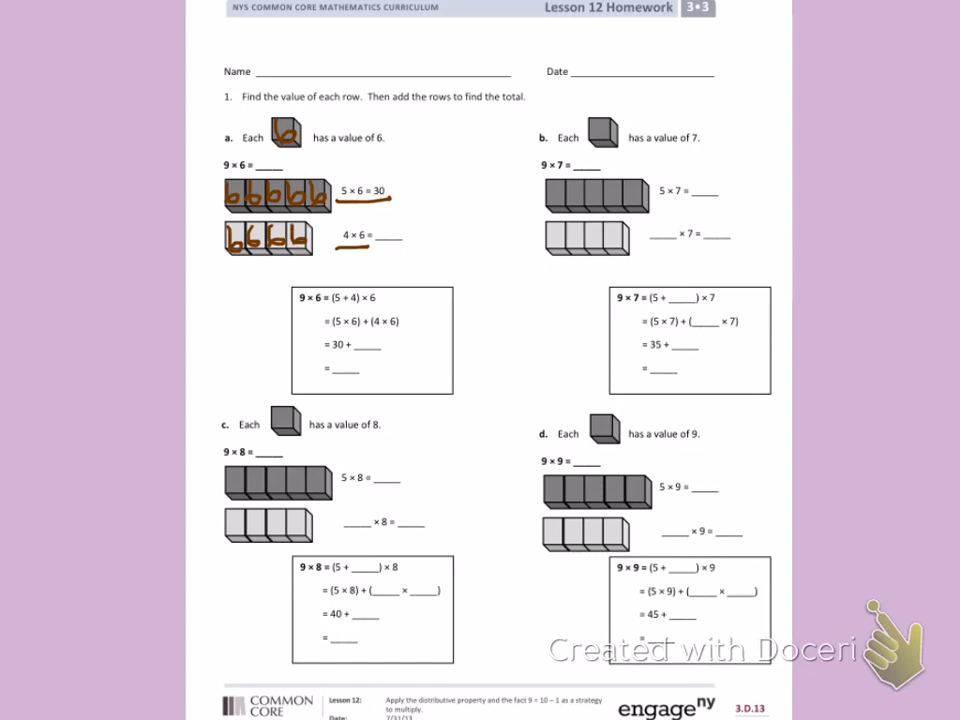 NYS COMMON CORE MATHEMATICS CURRICULUM Lesson 12 Homework 3•3
Name ____ Date ____
1. Find the value of each row. Then add the rows to find the total.
a. Each 6 has a value of 6.
9 × 6 = _____
6 6 6 6 6 5 × 6 = 30
6 6 6 6 4 × 6 = _____
9 × 6 = (5 + 4) × 6
= (5 × 6) + (4 × 6)
= 30 + _____
= _____
b. Each has a value of 7.
9 × 7 = _____
5 × 7 = _____
_____ × 7 = _____
9 × 7 = (5 + _____) × 7
= (5 × 7) + (_____ × 7)
= 35 + _____
= _____
c. Each has a value of 8.
9 × 8 = _____
5 × 8 = _____
_____ × 8 = _____
9 × 8 = (5 + _____) × 8
= (5 × 8) + (_____ × _____)
= 40 + _____
= _____
d. Each has a value of 9.
9 × 9 = _____
5 × 9 = _____
_____ × 9 = _____
9 × 9 = (5 + _____) × 9
= (5 × 9) + (_____ × _____)
= 45 + _____
= _____
Created with Doceri
COMMON
CORE
Lesson 12: Apply the distributive property and the fact 9 = 10 – 1 as a strategy
to multiply.
Date: 7/31/13
engage ny
3.D.13